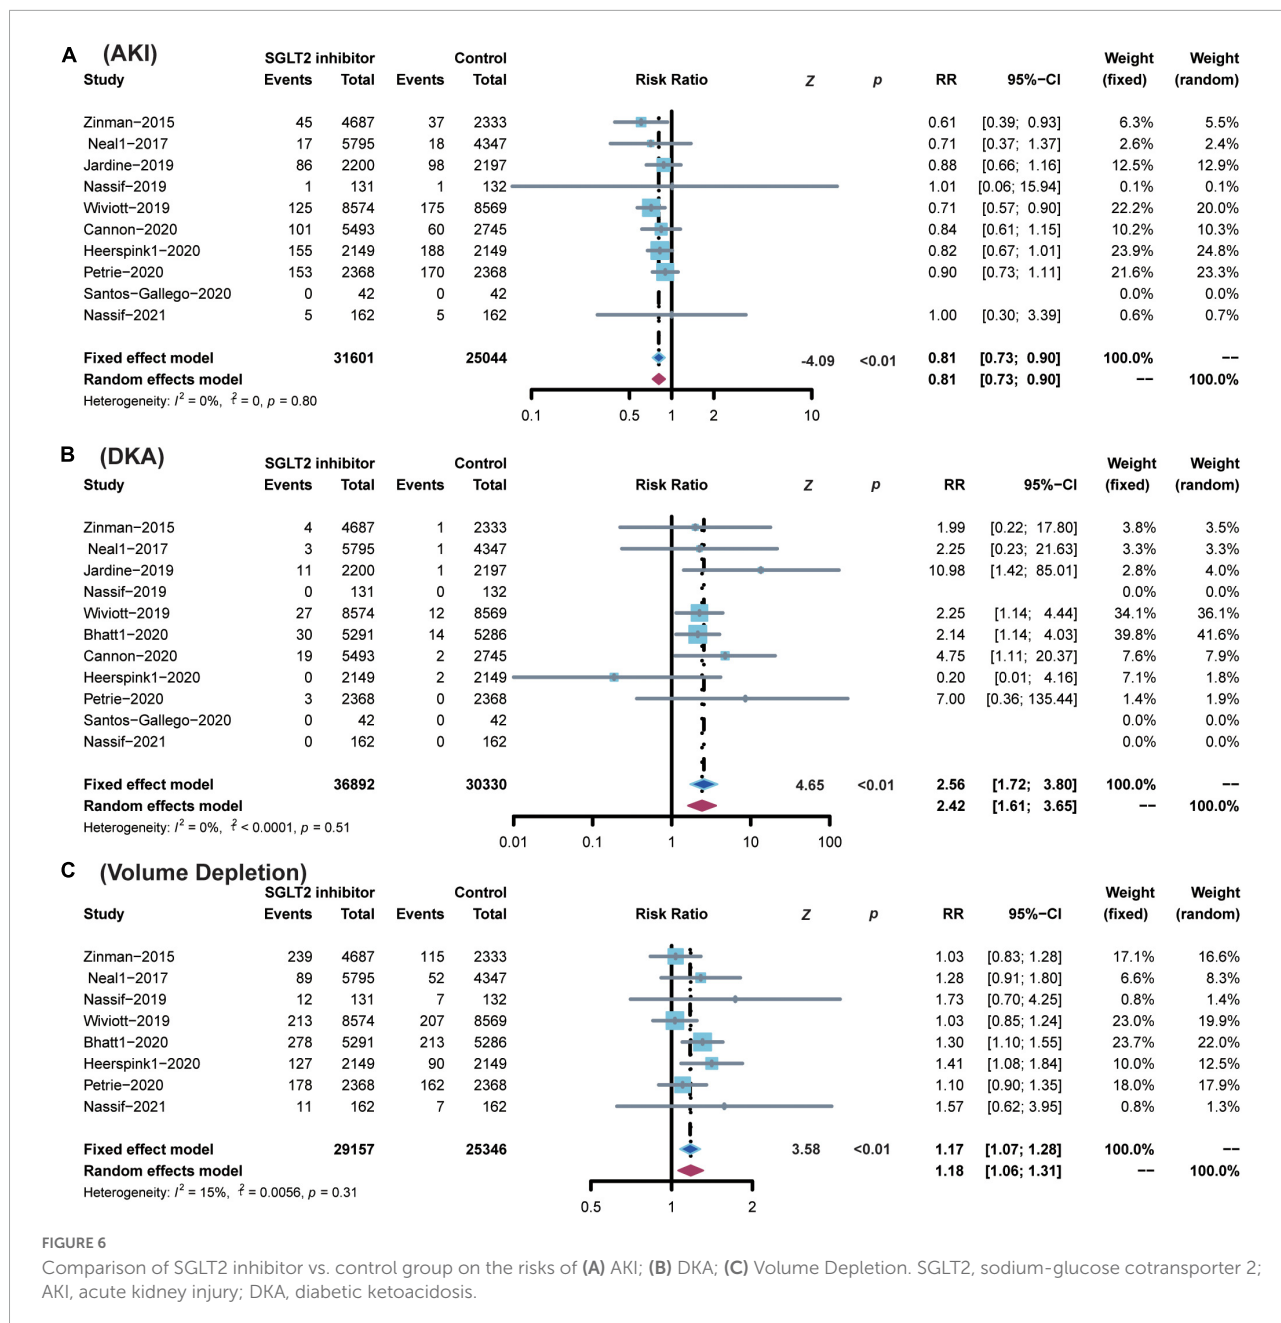 A (AKI)
SGLT2 inhibitor Control Weight Weight
Study Events Total Events Total Risk Ratio Z p RR 95%−CI (fixed) (random)
Zinman−2015 45 4687 37 2333 0.61 [0.39; 0.93] 6.3% 5.5%
Neal1−2017 17 5795 18 4347 0.71 [0.37; 1.37] 2.6% 2.4%
Jardine−2019 86 2200 98 2197 0.88 [0.66; 1.16] 12.5% 12.9%
Nassif−2019 1 131 1 132 1.01 [0.06; 15.94] 0.1% 0.1%
Wiviott−2019 125 8574 175 8569 0.71 [0.57; 0.90] 22.2% 20.0%
Cannon−2020 101 5493 60 2745 0.84 [0.61; 1.15] 10.2% 10.3%
Heerspink1−2020 155 2149 188 2149 0.82 [0.67; 1.01] 23.9% 24.8%
Petrie−2020 153 2368 170 2368 0.90 [0.73; 1.11] 21.6% 23.3%
Santos−Gallego−2020 0 42 0 42 0.0% 0.0%
Nassif−2021 5 162 5 162 1.00 [0.30; 3.39] 0.6% 0.7%
Fixed effect model 31601 25044 -4.09 <0.01 0.81 [0.73; 0.90] 100.0% −−
Random effects model 0.81 [0.73; 0.90] −− 100.0%
Heterogeneity: I² = 0%, τ² = 0, p = 0.80
0.1 0.5 1 2 10
B (DKA)
SGLT2 inhibitor Control Weight Weight
Study Events Total Events Total Risk Ratio Z p RR 95%−CI (fixed) (random)
Zinman−2015 4 4687 1 2333 1.99 [0.22; 17.80] 3.8% 3.5%
Neal1−2017 3 5795 1 4347 2.25 [0.23; 21.63] 3.3% 3.3%
Jardine−2019 11 2200 1 2197 10.98 [1.42; 85.01] 2.8% 4.0%
Nassif−2019 0 131 0 132 0.0% 0.0%
Wiviott−2019 27 8574 12 8569 2.25 [1.14; 4.44] 34.1% 36.1%
Bhatt1−2020 30 5291 14 5286 2.14 [1.14; 4.03] 39.8% 41.6%
Cannon−2020 19 5493 2 2745 4.75 [1.11; 20.37] 7.6% 7.9%
Heerspink1−2020 0 2149 2 2149 0.20 [0.01; 4.16] 7.1% 1.8%
Petrie−2020 3 2368 0 2368 7.00 [0.36; 135.44] 1.4% 1.9%
Santos−Gallego−2020 0 42 0 42 0.0% 0.0%
Nassif−2021 0 162 0 162 0.0% 0.0%
Fixed effect model 36892 30330 4.65 <0.01 2.56 [1.72; 3.80] 100.0% −−
Random effects model 2.42 [1.61; 3.65] −− 100.0%
Heterogeneity: I² = 0%, τ² < 0.0001, p = 0.51
0.01 0.1 1 10 100
C (Volume Depletion)
SGLT2 inhibitor Control Weight Weight
Study Events Total Events Total Risk Ratio Z p RR 95%−CI (fixed) (random)
Zinman−2015 239 4687 115 2333 1.03 [0.83; 1.28] 17.1% 16.6%
Neal1−2017 89 5795 52 4347 1.28 [0.91; 1.80] 6.6% 8.3%
Nassif−2019 12 131 7 132 1.73 [0.70; 4.25] 0.8% 1.4%
Wiviott−2019 213 8574 207 8569 1.03 [0.85; 1.24] 23.0% 19.9%
Bhatt1−2020 278 5291 213 5286 1.30 [1.10; 1.55] 23.7% 22.0%
Heerspink1−2020 127 2149 90 2149 1.41 [1.08; 1.84] 10.0% 12.5%
Petrie−2020 178 2368 162 2368 1.10 [0.90; 1.35] 18.0% 17.9%
Nassif−2021 11 162 7 162 1.57 [0.62; 3.95] 0.8% 1.3%
Fixed effect model 29157 25346 3.58 <0.01 1.17 [1.07; 1.28] 100.0% −−
Random effects model 1.18 [1.06; 1.31] −− 100.0%
Heterogeneity: I² = 15%, τ² = 0.0056, p = 0.31
0.5 1 2
FIGURE 6
Comparison of SGLT2 inhibitor vs. control group on the risks of (A) AKI; (B) DKA; (C) Volume Depletion. SGLT2, sodium-glucose cotransporter 2;
AKI, acute kidney injury; DKA, diabetic ketoacidosis.